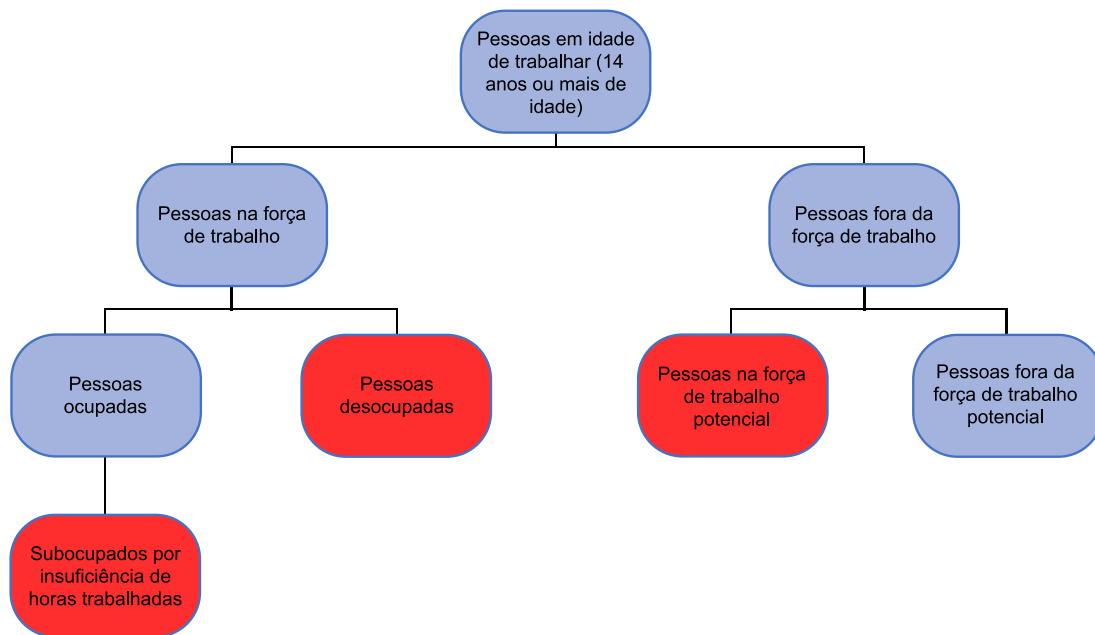 Pessoas em idade
de trabalhar (14
anos ou mais de
idade)
Pessoas na força
de trabalho
Pessoas fora da
força de trabalho
Pessoas
ocupadas
Pessoas
desocupadas
Pessoas na força
de trabalho
potencial
Pessoas fora da
força de trabalho
potencial
Subocupados por
insuficiência de
horas trabalhadas